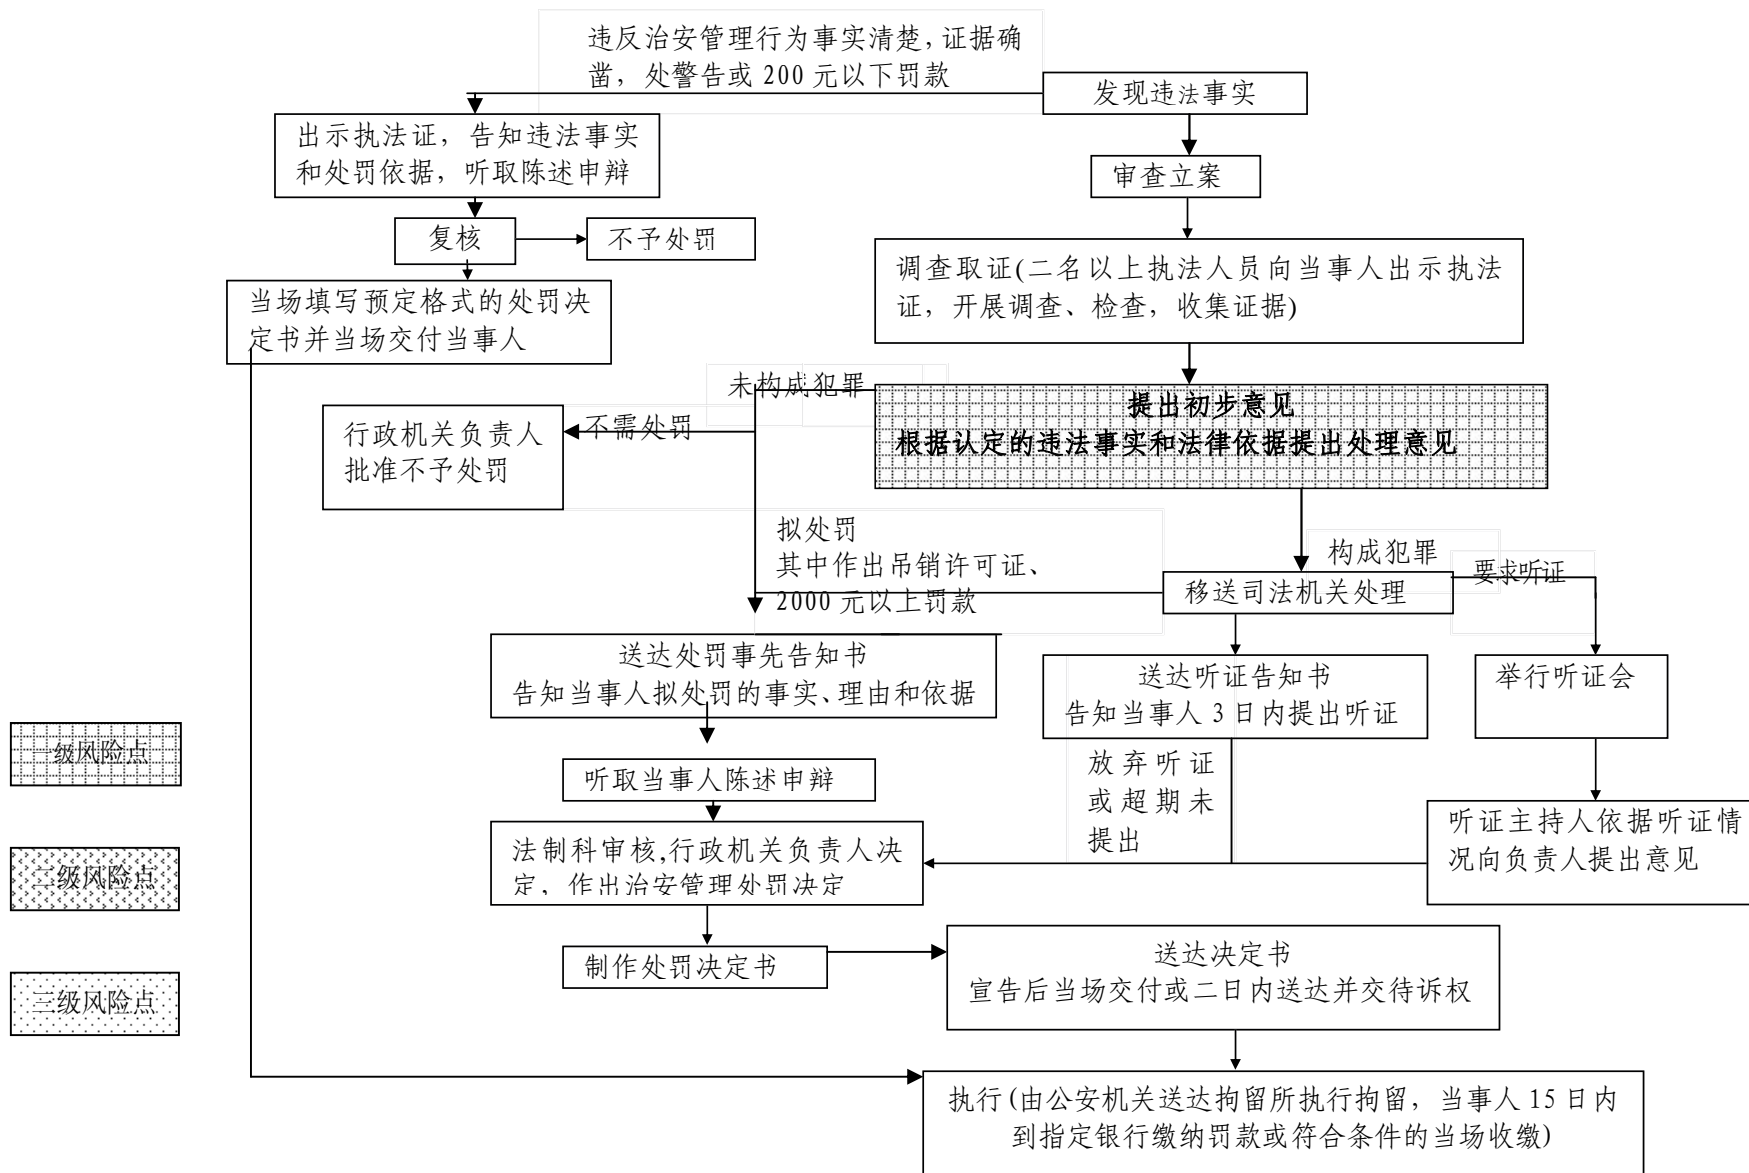 违反治安管理行为事实清楚,证据确
凿，处警告或 200 元以下罚款
发现违法事实
出示执法证，告知违法事实
和处罚依据，听取陈述申辩
审查立案
复核
不予处罚
调查取证(二名以上执法人员向当事人出示执法
证，开展调查、检查，收集证据)
当场填写预定格式的处罚决
定书并当场交付当事人
未构成犯罪
提出初步意见
根据认定的违法事实和法律依据提出处理意见
不需处罚
行政机关负责人
批准不予处罚
拟处罚
其中作出吊销许可证、
2000 元以上罚款
构成犯罪
要求听证
移送司法机关处理
送达处罚事先告知书
告知当事人拟处罚的事实、理由和依据
送达听证告知书
告知当事人 3 日内提出听证
举行听证会
一级风险点
听取当事人陈述申辩
放弃听证
或超期未
提出
听证主持人依据听证情
况向负责人提出意见
法制科审核,行政机关负责人决
定，作出治安管理处罚决定
二级风险点
制作处罚决定书
送达决定书
宣告后当场交付或二日内送达并交待诉权
三级风险点
执行(由公安机关送达拘留所执行拘留，当事人 15 日内
到指定银行缴纳罚款或符合条件的当场收缴)